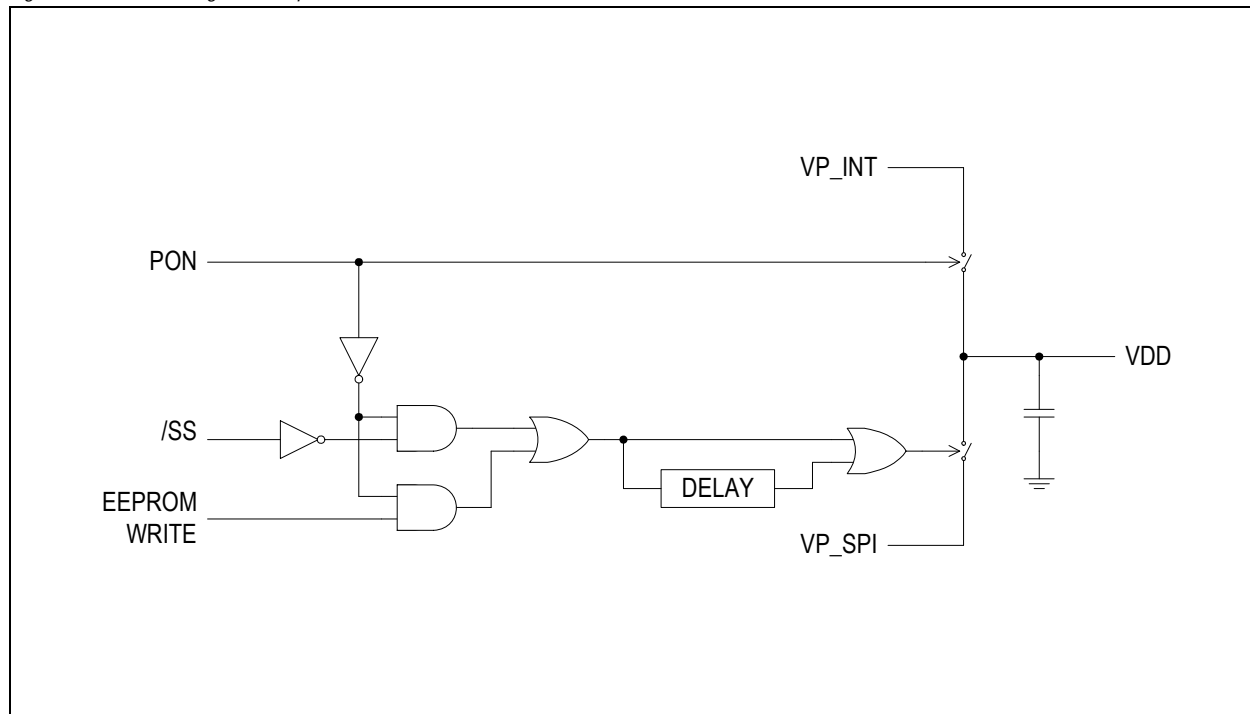 VP_INT
PON
VDD
/SS
DELAY
EEPROM
WRITE
VP_SPI